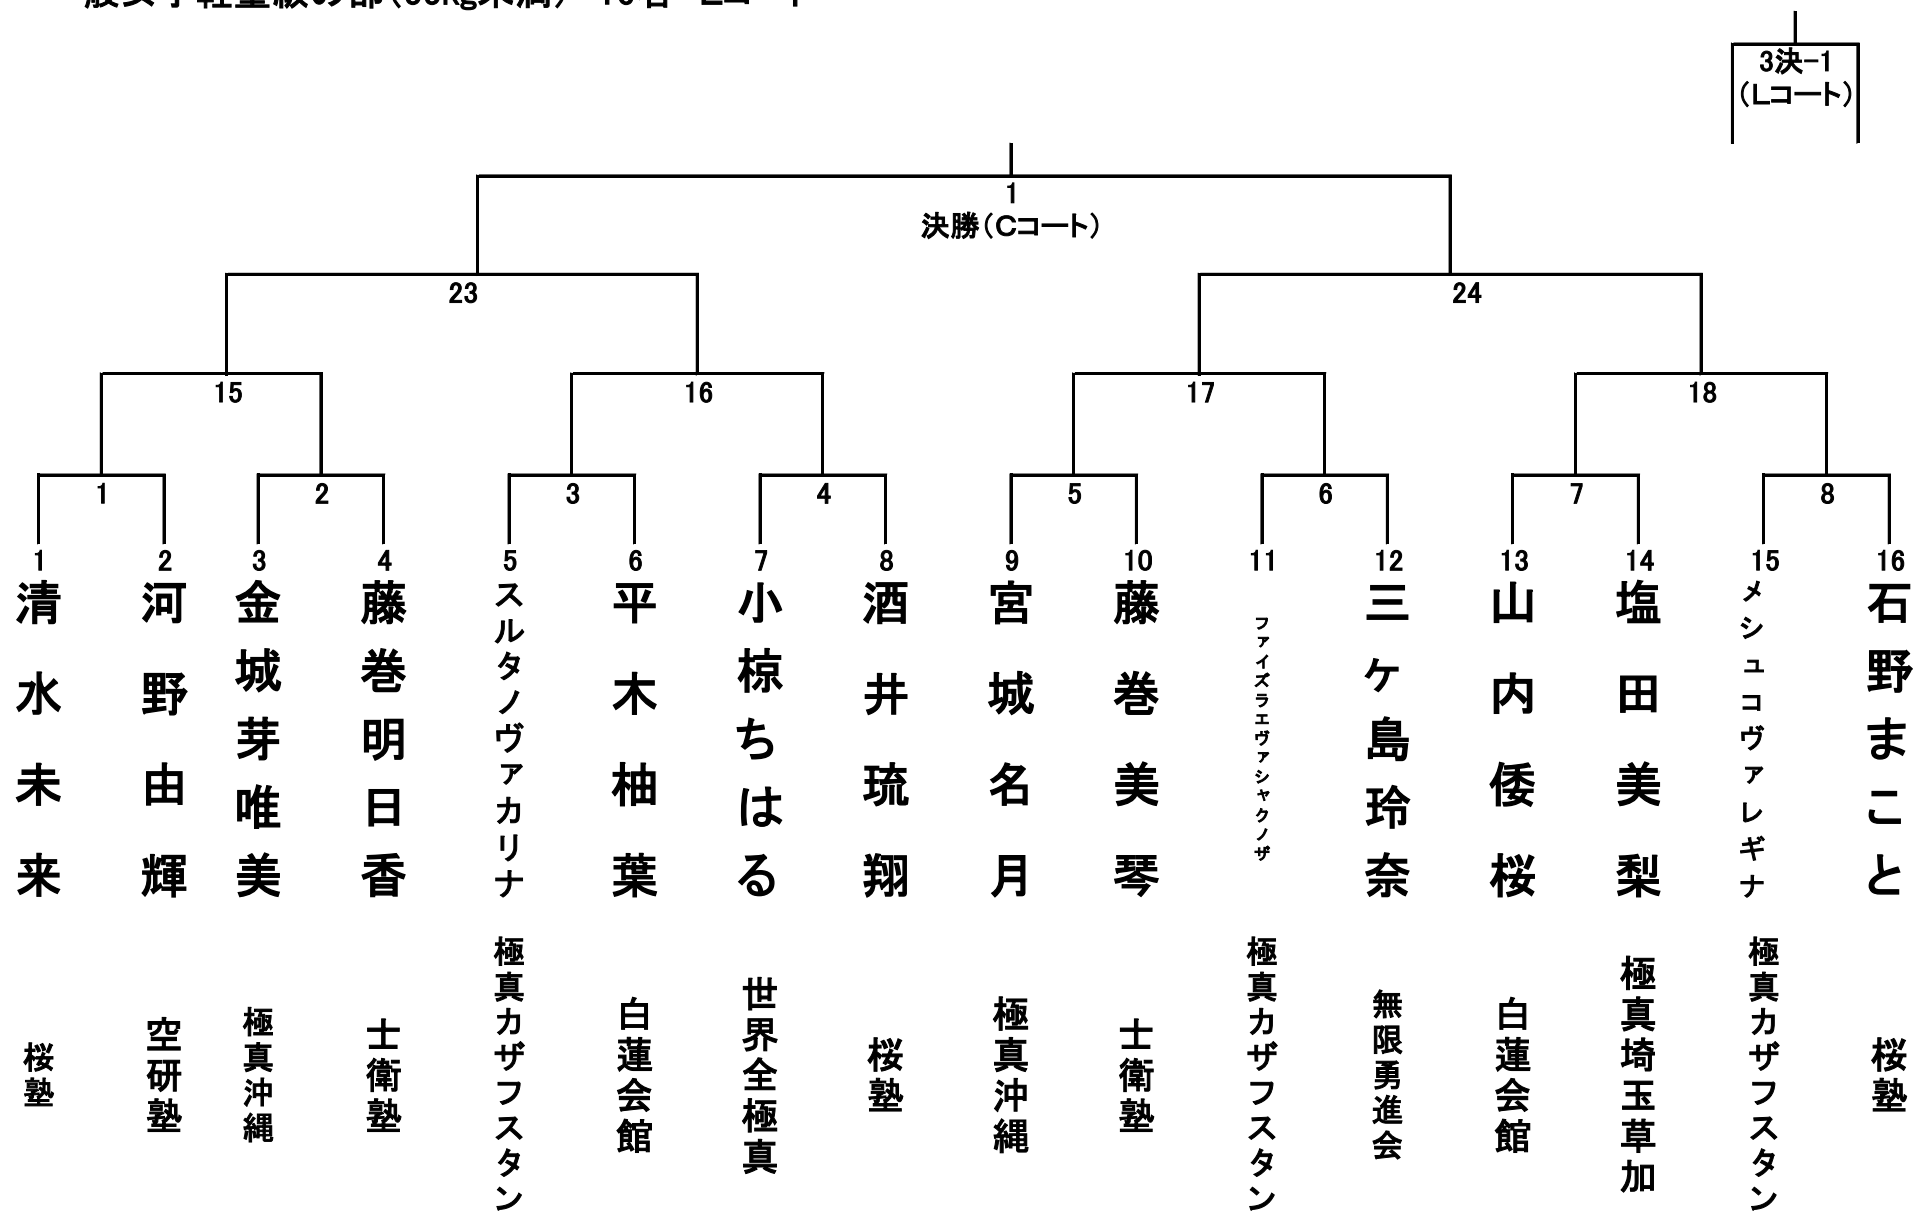 3決-1
(Lコート)
1
決勝(Cコート)
23
24
15
16
17
18
1
2
3
4
5
6
7
8
1
2
3
4
5
6
7
8
9
10
11
12
13
14
15
16
清水未来
河野由輝
金城芽唯美
藤巻明日香
スルタノヴァカリナ
平木柚葉
小椋ちはる
酒井琉翔
宮城名月
藤巻美琴
ファイズラエヴァシャクノザ
三ケ島玲奈
山内倭桜
塩田美梨
メシュコヴァレギナ
石野まこと
桜塾
空研塾
極真沖縄
士衛塾
極真カザフスタン
白蓮会館
世界全極真
桜塾
極真沖縄
士衛塾
極真カザフスタン
無限勇進会
白蓮会館
極真埼玉草加
極真カザフスタン
桜塾